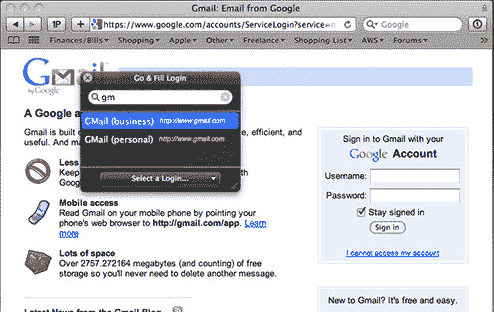 Gmail: Email from Google
1P
https://www.google.com/accounts/ServiceLogin?service=
Google
Finances/Bills
Shopping
Apple
Other
Freelance
Shopping List
AWS
Forums
GMail
by Google
Go & Fill Login
gm
GMail (business) http://www.gmail.com
GMail (personal) http://www.gmail.com
Select a Login...
A Google a
Gmail is built o
e, efficient, and
useful. And ma
Less
Keep
Goog
Mobile access
Read Gmail on your mobile phone by pointing your
phone's web browser to http://gmail.com/app. Learn
more
Lots of space
Over 2757.272164 megabytes (and counting) of free
storage so you'll never need to delete another message.
Latest News from the Gmail Blog
Sign in to Gmail with your
Google Account
Username:
Password:
Stay signed in
Sign in
I cannot access my account
New to Gmail? It's free and easy.